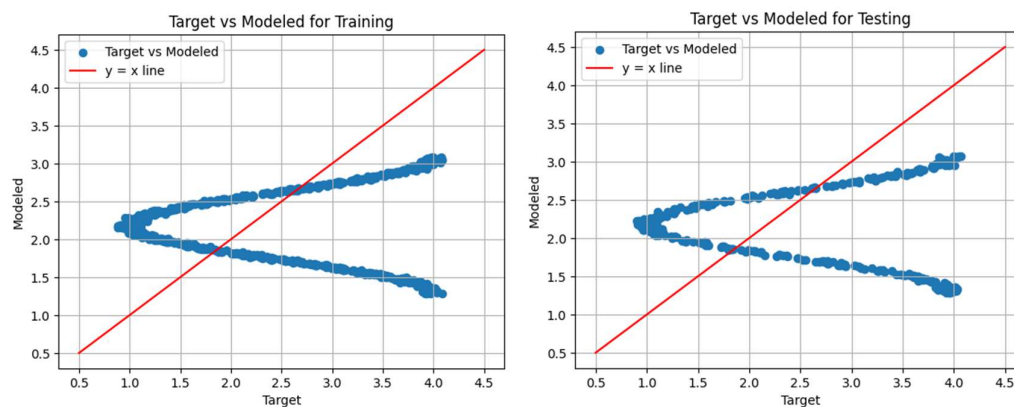 Target vs Modeled for Training
Target vs Modeled
y = x line
4.5
4.0
3.5
3.0
2.5
2.0
1.5
1.0
0.5
Modeled
0.5 1.0 1.5 2.0 2.5 3.0 3.5 4.0 4.5
Target
Target vs Modeled for Testing
Target vs Modeled
y = x line
4.5
4.0
3.5
3.0
2.5
2.0
1.5
1.0
0.5
Modeled
0.5 1.0 1.5 2.0 2.5 3.0 3.5 4.0 4.5
Target